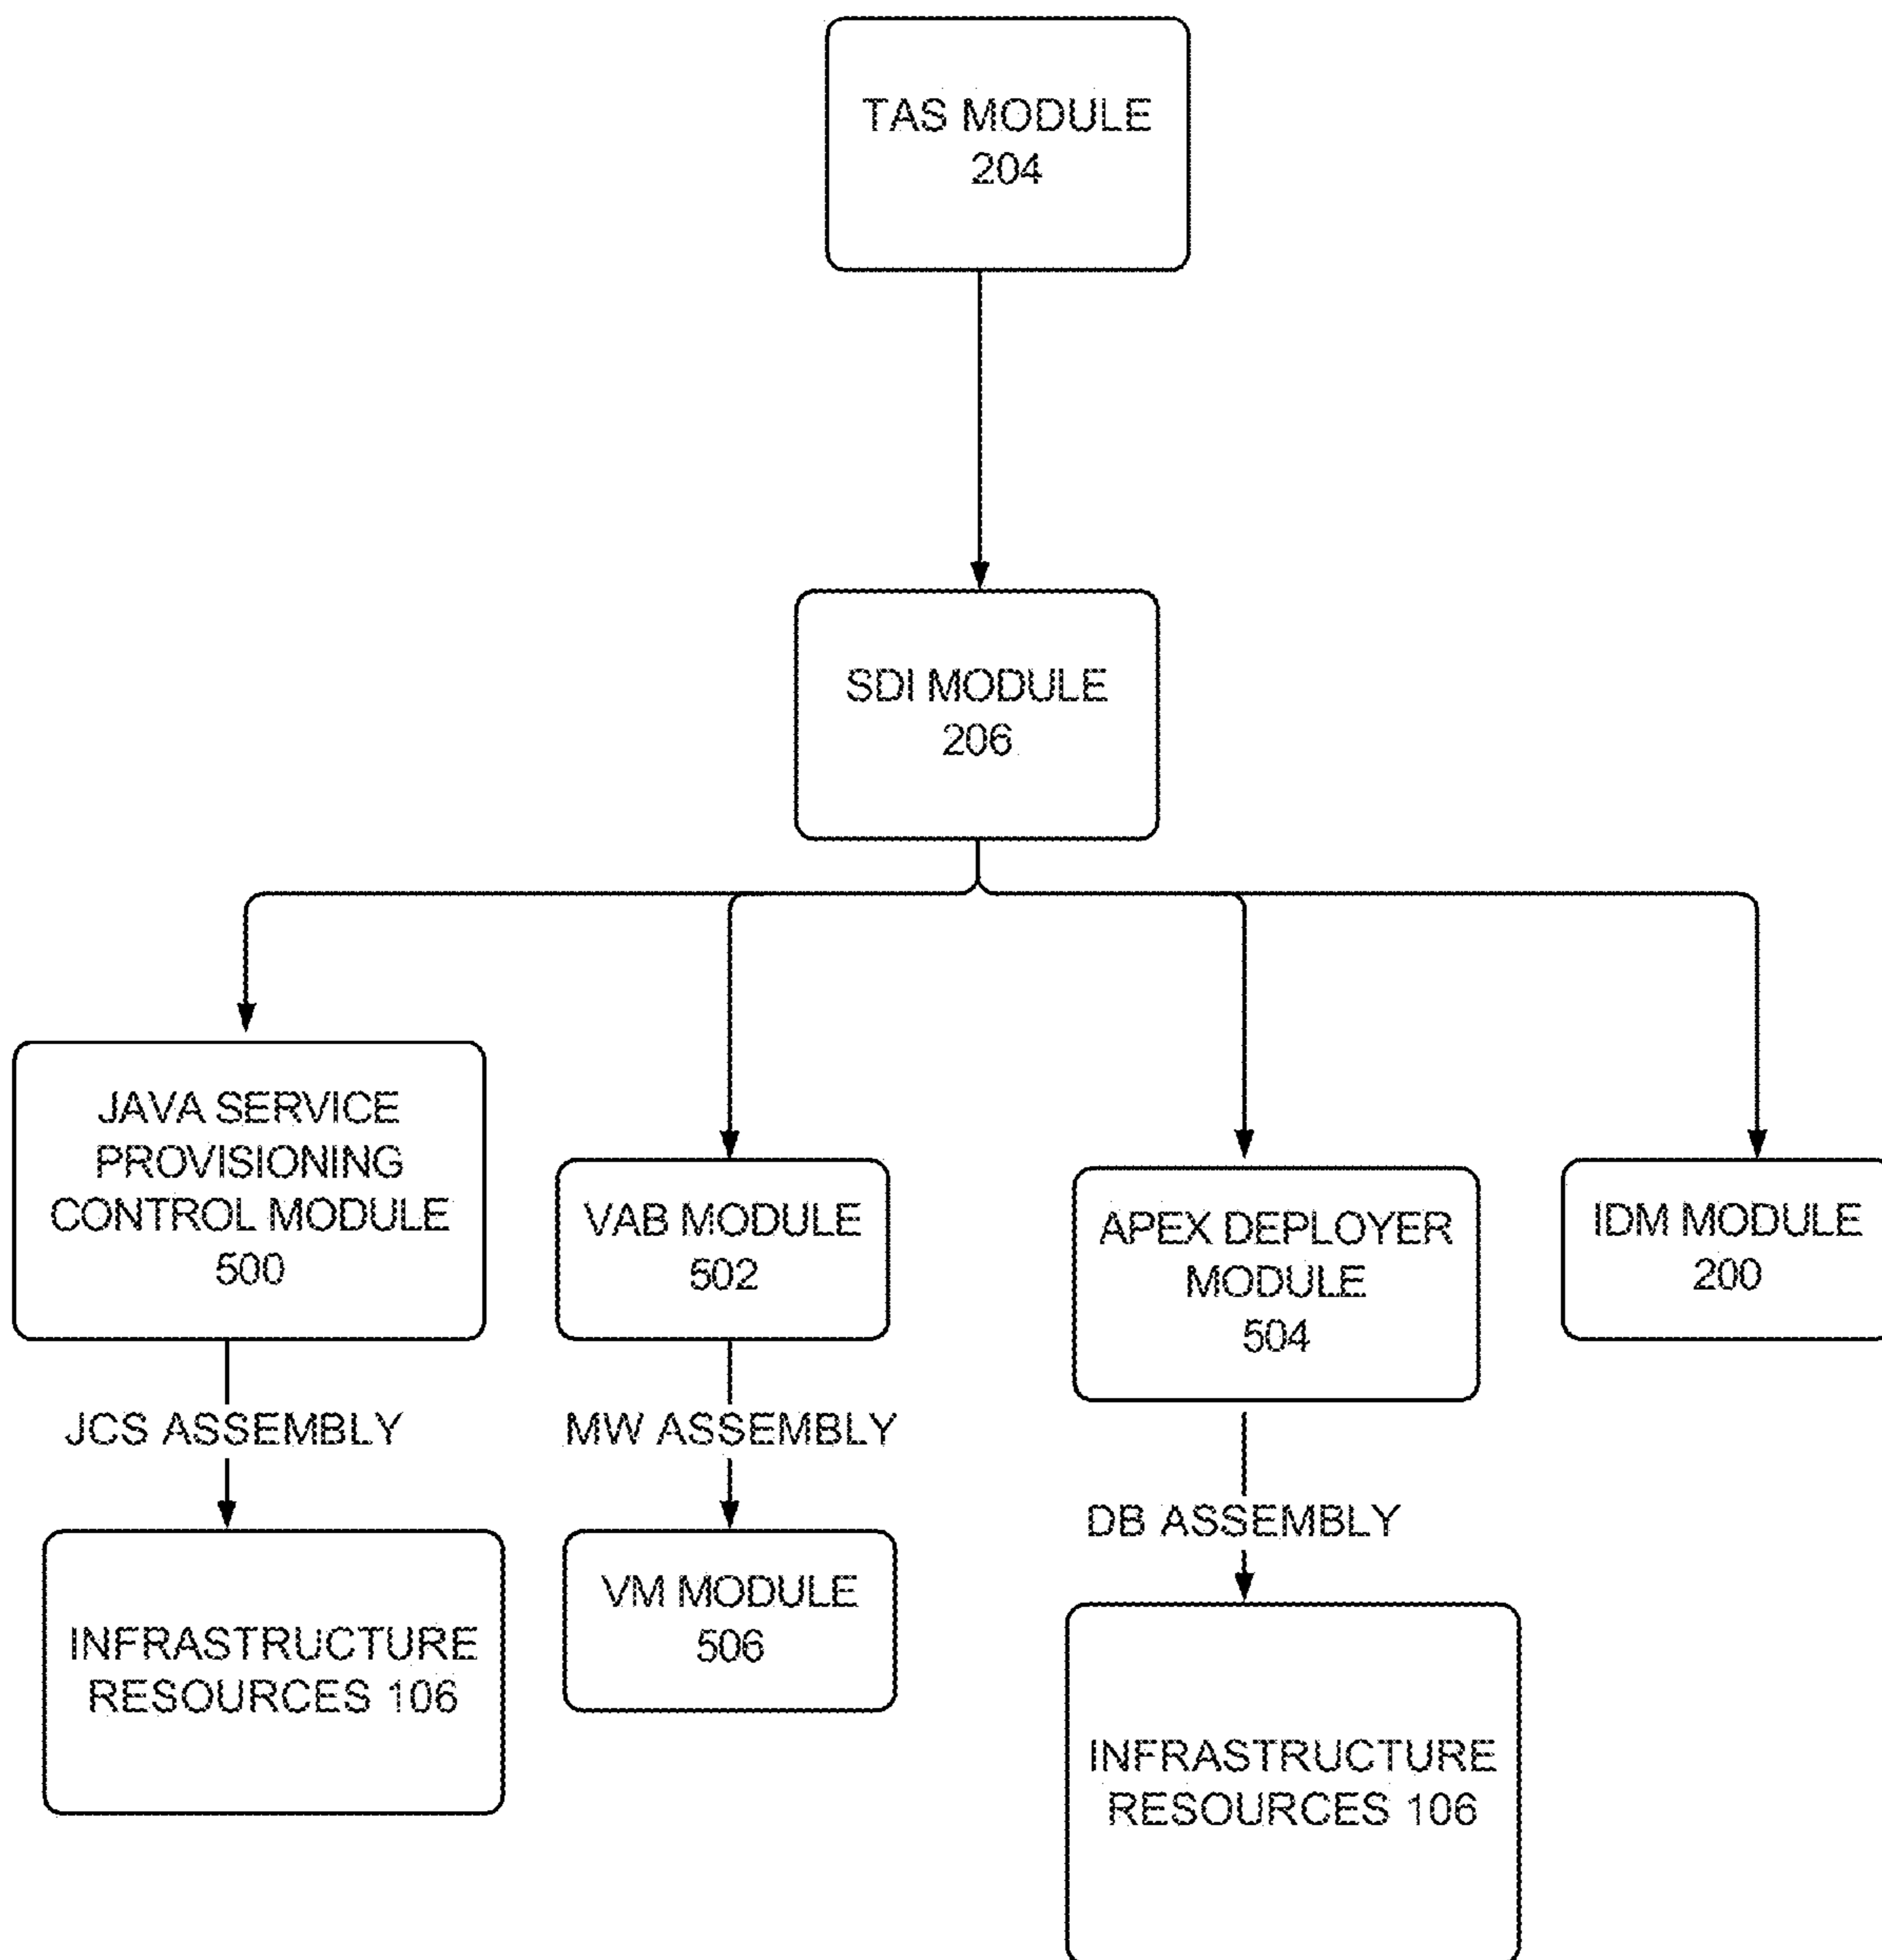 TAS MODULE
204
SDI MODULE
206
JAVA SERVICE
PROVISIONING
CONTROL MODULE
500
VAB MODULE
502
APEX DEPLOYER
MODULE
504
IDM MODULE
200
JCS ASSEMBLY
MW ASSEMBLY
DB ASSEMBLY
INFRASTRUCTURE
RESOURCES 106
VM MODULE
506
INFRASTRUCTURE
RESOURCES 106